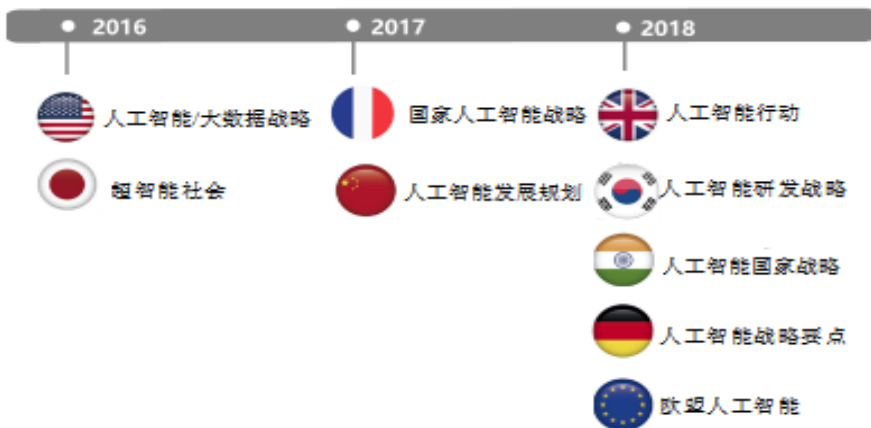 2016
2017
2018
人工智能/大数据战略
国家人工智能战略
人工智能行动
超智能社会
人工智能发展规划
人工智能研发战略
人工智能国家战略
人工智能战略要点
欧盟人工智能